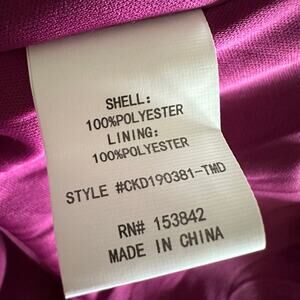 SHELL:
100%POLYESTER
LINING:
100%POLYESTER
STYLE #CKD190381-TMD
RN# 153842
MADE IN CHINA